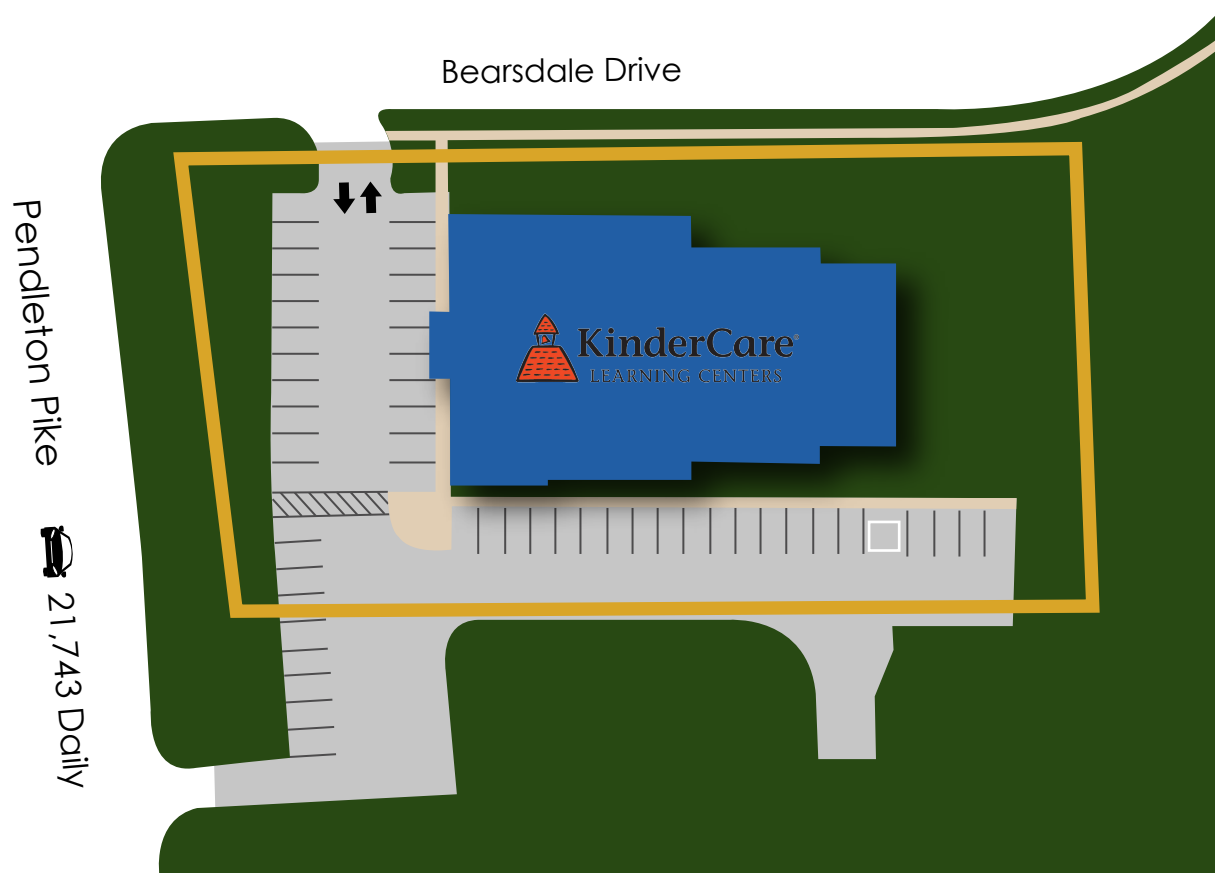 Bearsdale Drive
Pendleton Pike
21,743 Daily
KinderCare®
LEARNING CENTERS